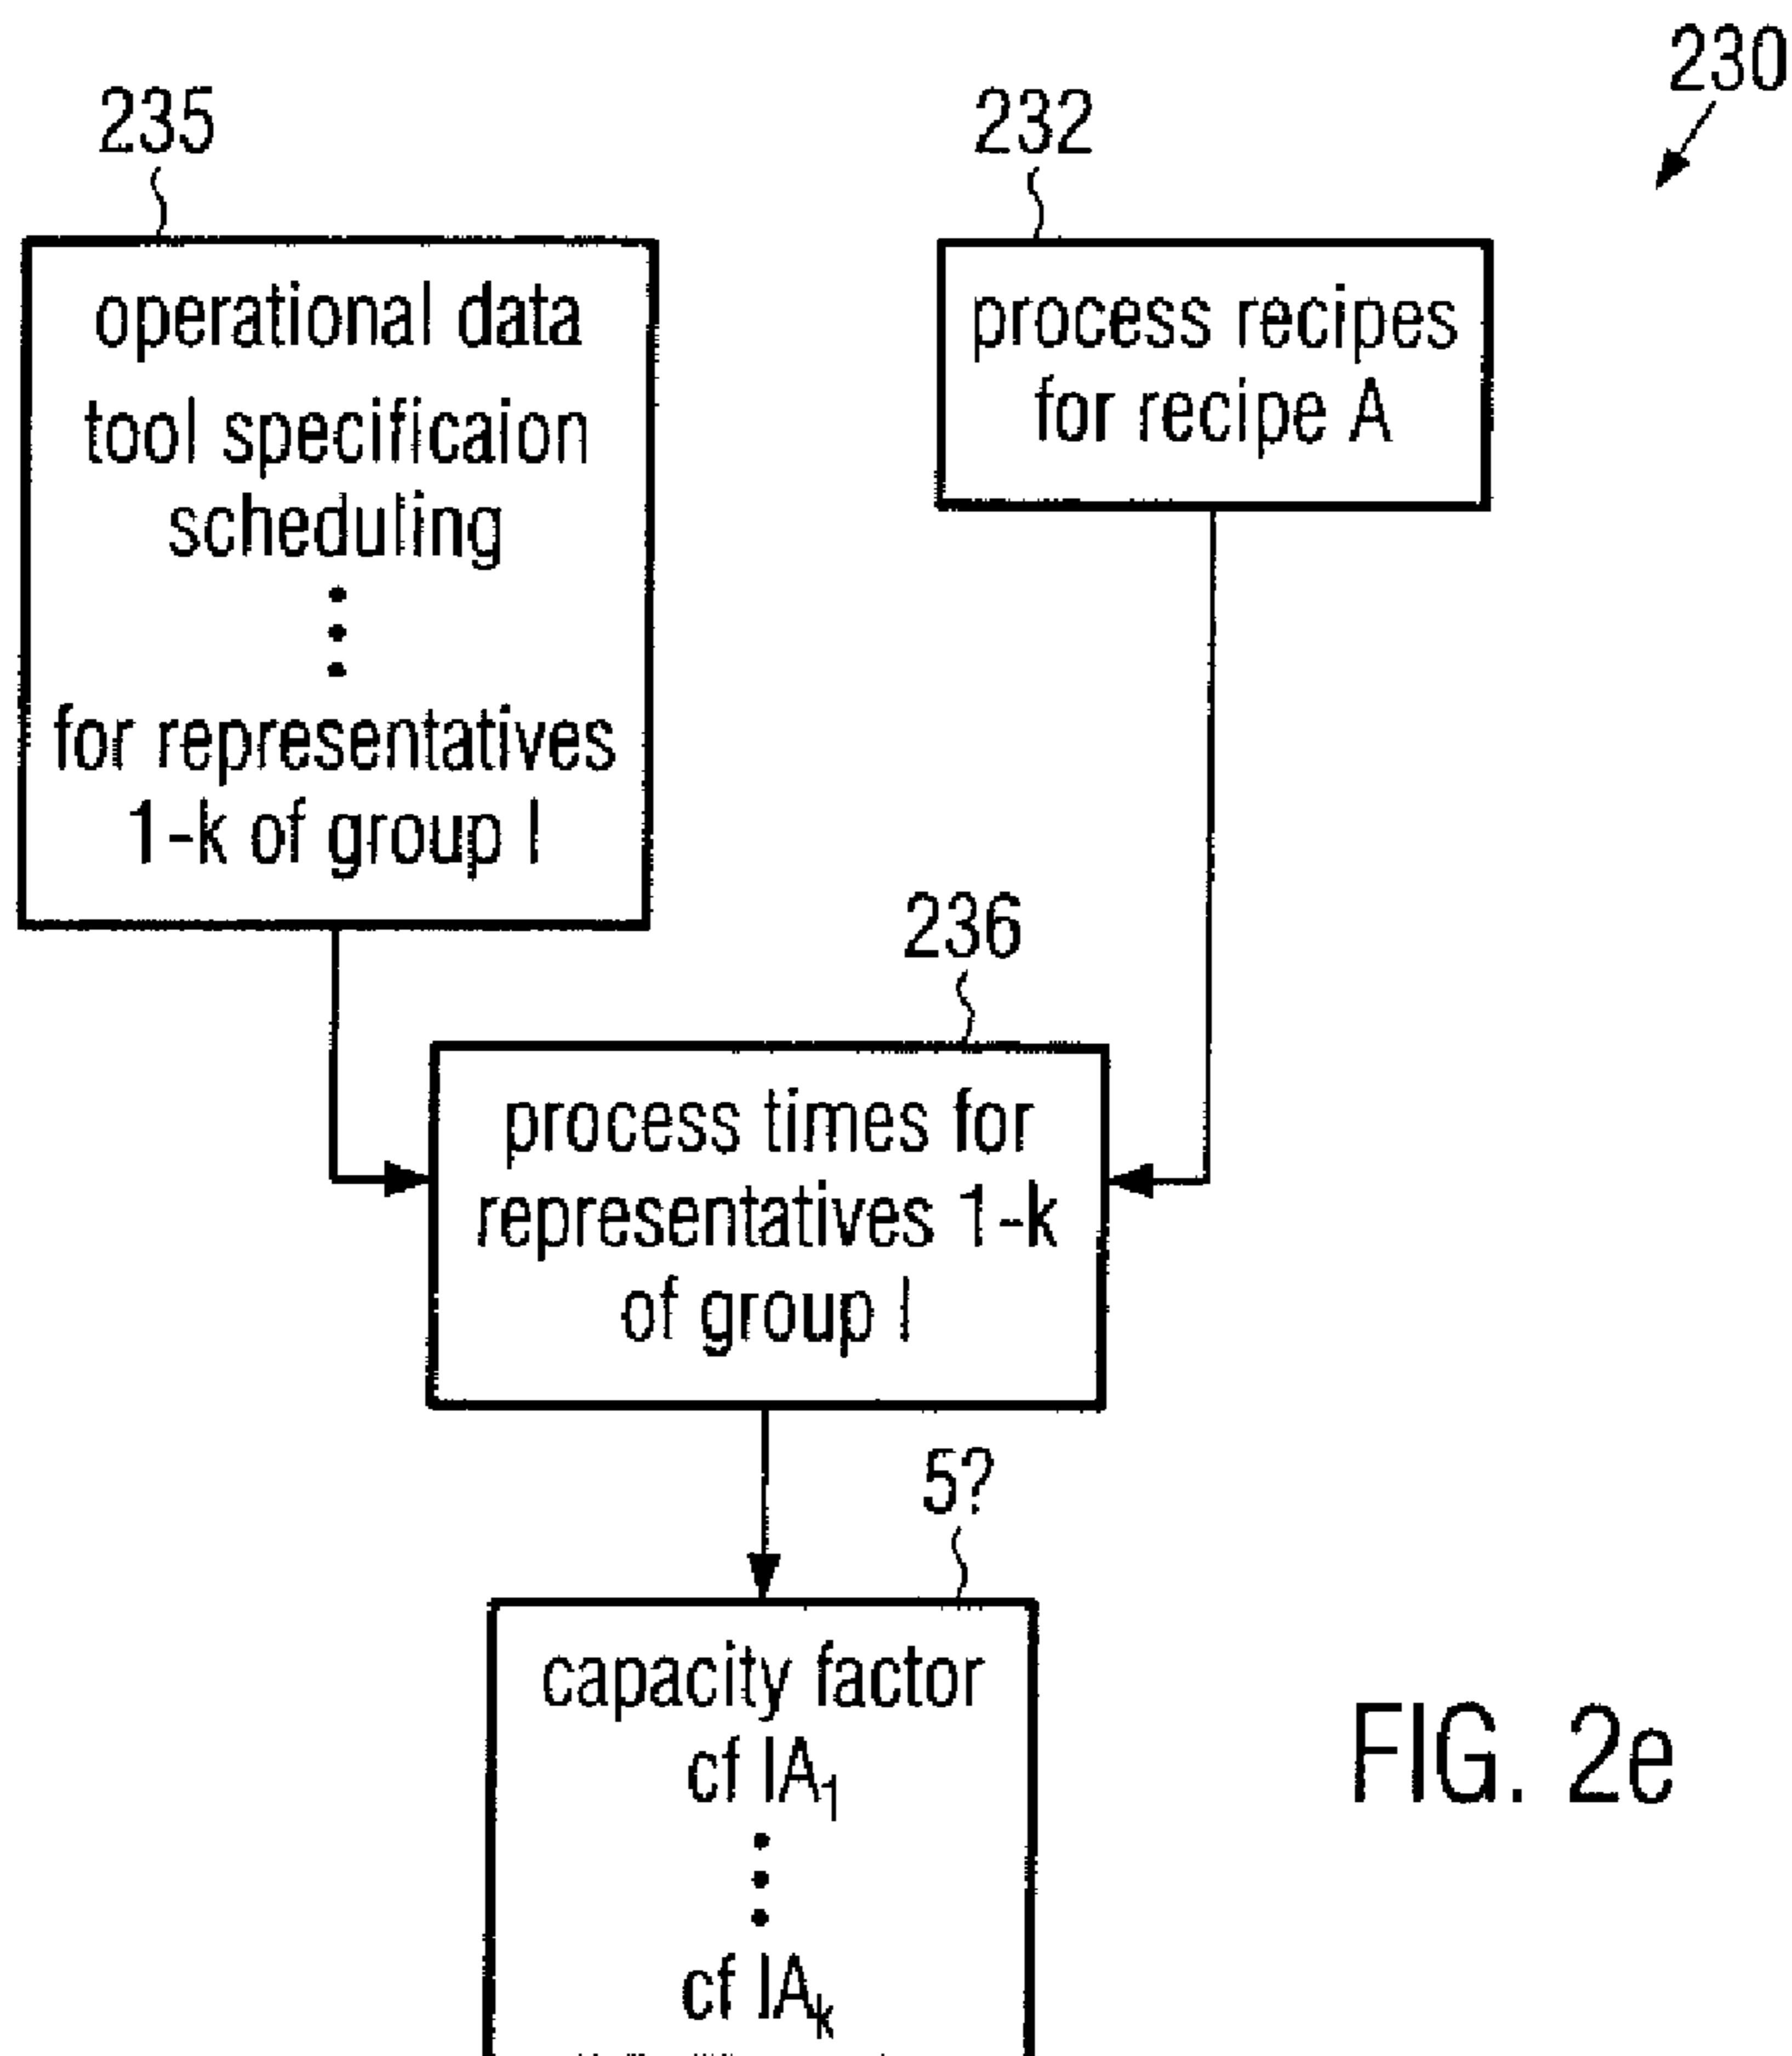 230
235
232
operational data
tool specificaion
scheduling
for representatives
1-k of group I
process recipes
for recipe A
236
process times for
representatives 1-k
of group I
5?
capacity factor
cf IA1
cf IAk
FIG. 2e